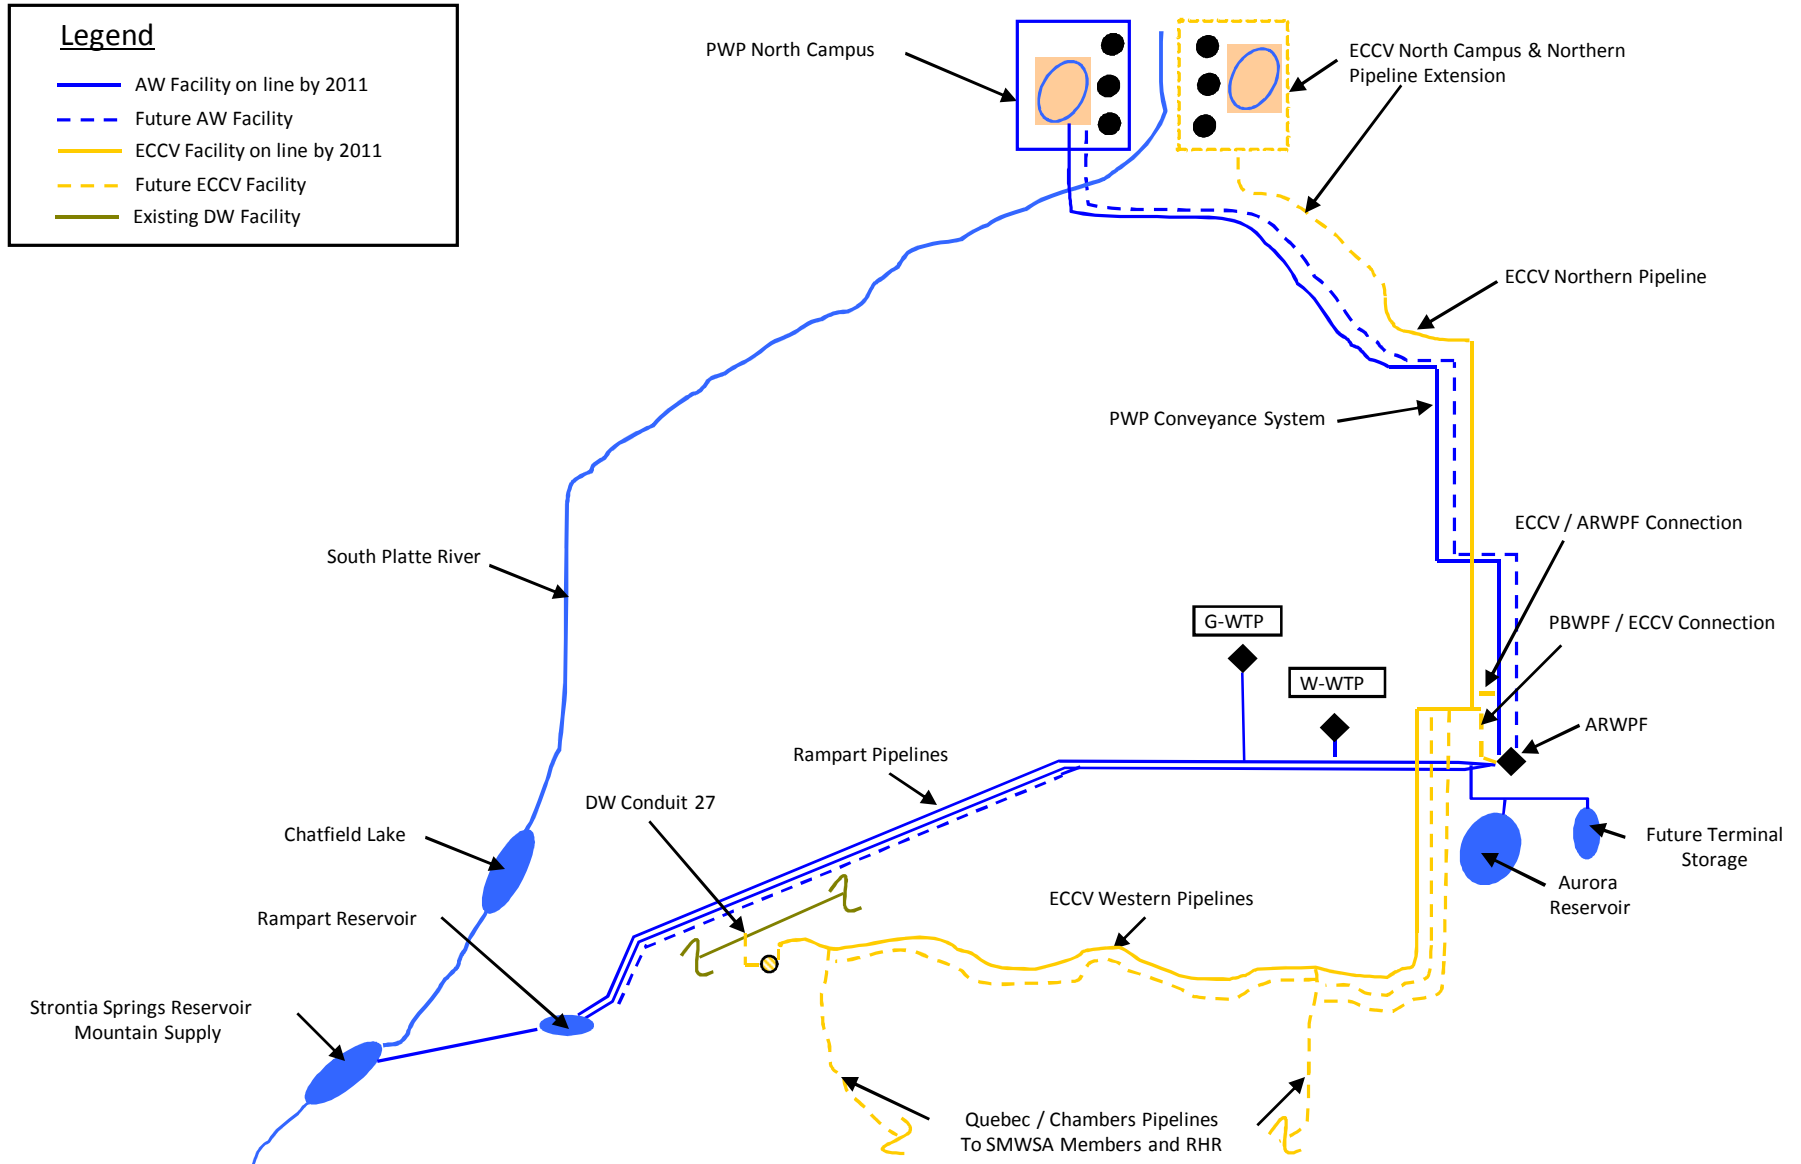 Legend
AW Facility on line by 2011
Future AW Facility
ECCV Facility on line by 2011
Future ECCV Facility
Existing DW Facility
PWP North Campus
ECCV North Campus & Northern
Pipeline Extension
ECCV Northern Pipeline
PWP Conveyance System
ECCV / ARWPF Connection
South Platte River
G-WTP
PBWPF / ECCV Connection
W-WTP
ARWPF
Rampart Pipelines
DW Conduit 27
Chatfield Lake
Future Terminal
Storage
Aurora
Reservoir
ECCV Western Pipelines
Rampart Reservoir
Strontia Springs Reservoir
Mountain Supply
Quebec / Chambers Pipelines
To SMWSA Members and RHR